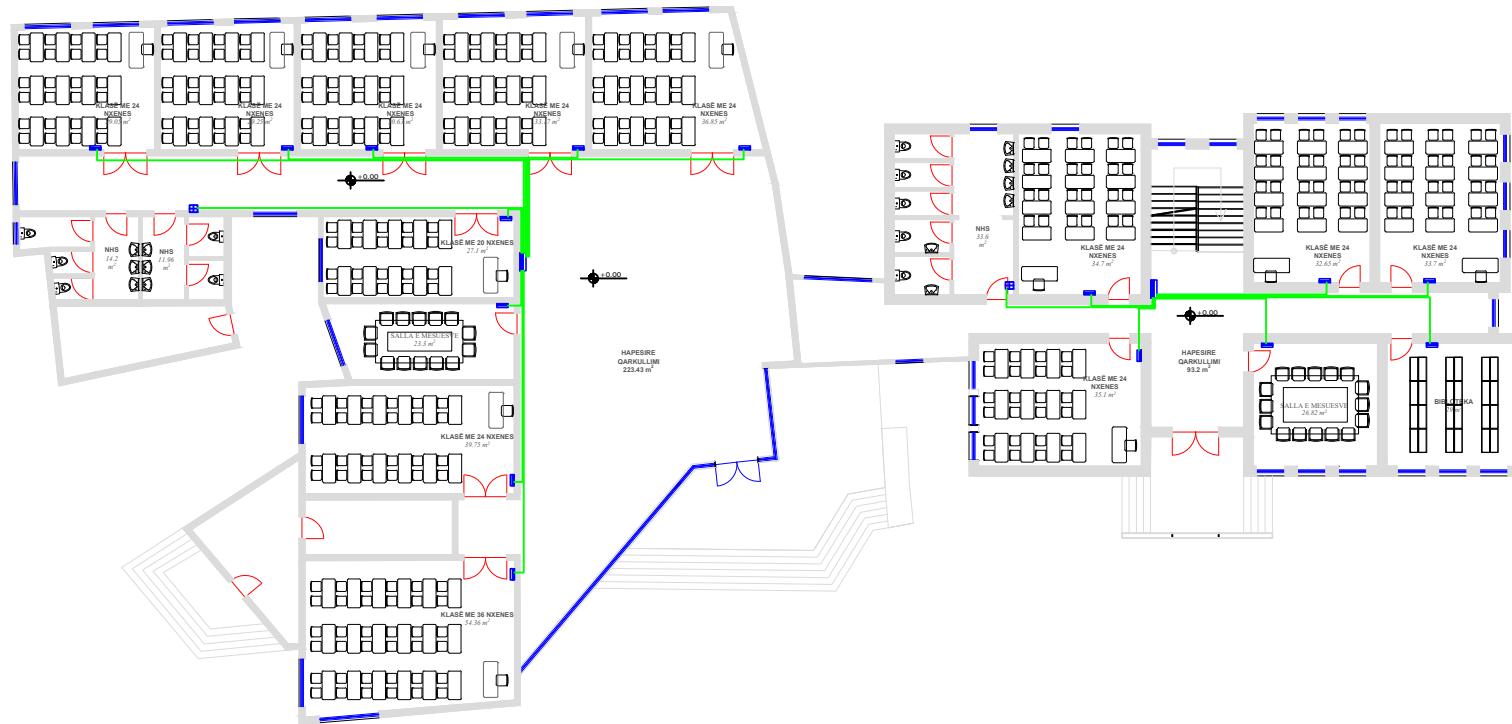 KLASË ME 24
NXENES
KLASË ME 24
NXENES
KLASË ME 24
NXENES
KLASË ME 24
NXENES
33.17 m²
KLASË ME 24
NXENES
36.85 m²
+0.00
NHS
14.2
m²
NHS
11.96
m²
KLASË ME 20 NXENES
27.1 m²
+0.00
SALLA E MESUESVE
23.3 m²
HAPESIRE
QARKULLIMI
223.43 m²
KLASË ME 24 NXENES
39.75 m²
KLASË ME 36 NXENES
54.36 m²
NHS
33.6
m²
KLASË ME 24
NXENES
34.7 m²
KLASË ME 24
NXENES
32.65 m²
KLASË ME 24
NXENES
33.7 m²
+0.00
HAPESIRE
QARKULLIMI
93.2 m²
KLASË ME 24
NXENES
35.1 m²
SALLA E MESUESVE
26.82 m²
BIBLOTEKA